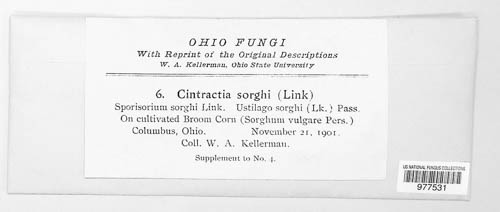 OHIO FUNGI
With Reprint of the Original Descriptions
W. A. Kellerman, Ohio State University
6. Cintractia sorghi (Link)
Sporisorium sorghi Link. Ustilago sorghi (Lk.) Pass.
On cultivated Broom Corn (Sorghum vulgare Pers.)
Columbus, Ohio. November 21, 1901.
Coll. W. A. Kellerman.
Supplement to No. 4.
US NATIONAL FUNGUS COLLECTIONS
977531